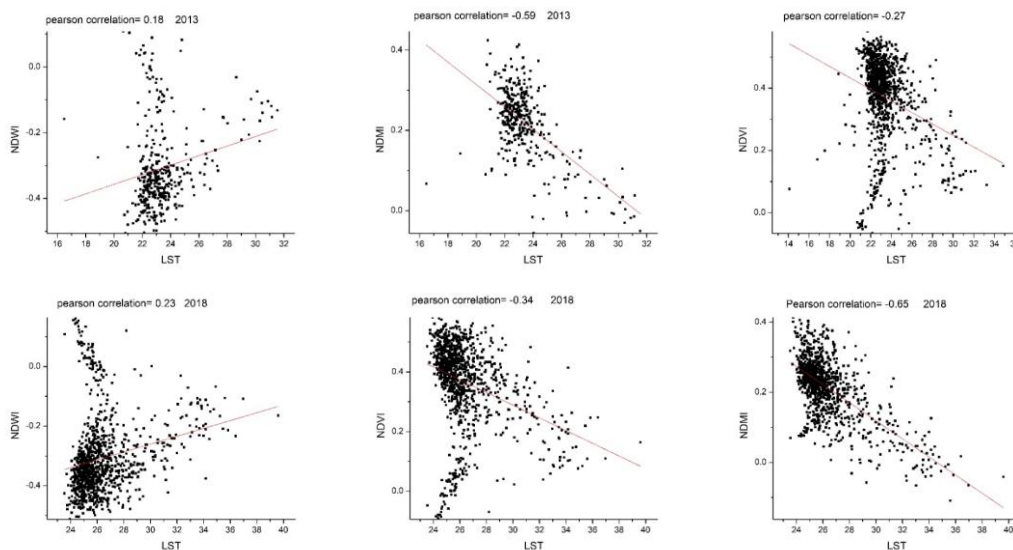 pearson correlation= 0.18 2013
0.0
-0.2
-0.4
NDWI
16 18 20 22 24 26 28 30 32
LST
pearson correlation= -0.59 2013
0.4
0.2
0.0
NDMI
16 18 20 22 24 26 28 30 32
LST
pearson correlation= -0.27
0.4
0.2
0.0
NDVI
14 16 18 20 22 24 26 28 30 32 34 36
LST
pearson correlation= 0.23 2018
0.0
-0.2
-0.4
NDWI
24 26 28 30 32 34 36 38 40
LST
pearson correlation= -0.34 2018
0.4
0.2
0.0
NDVI
24 26 28 30 32 34 36 38 40
LST
Pearson correlation= -0.65 2018
0.4
0.2
0.0
NDMI
24 26 28 30 32 34 36 38 40
LST